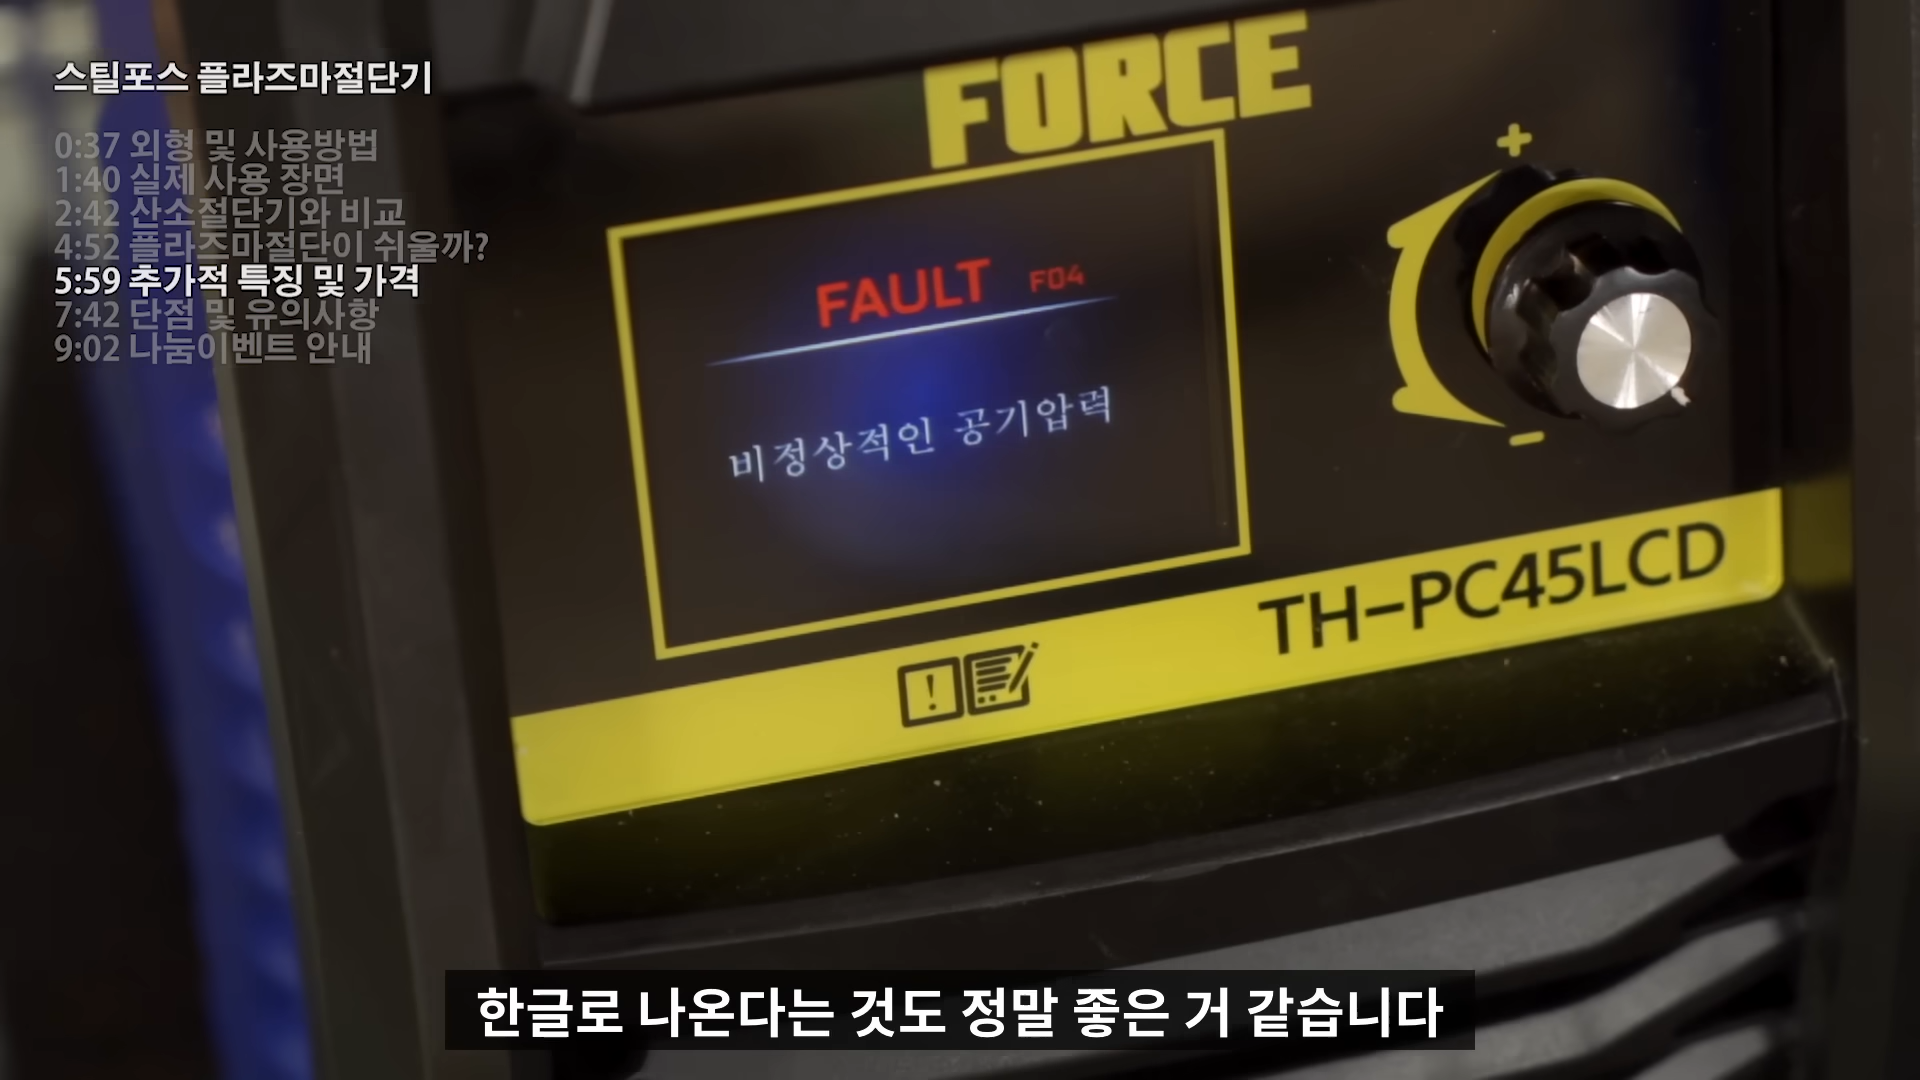 스틸포스 플라즈마절단기
0:37 외형 및 사용방법
1:40 실제 사용 장면
2:42 산소절단기와 비교
4:52 플라즈마절단이 쉬울까?
5:59 추가적 특징 및 가격
7:42 단점 및 유의사항
9:02 나눔이벤트 안내
FORCE
+
FAULT F04
비정상적인 공기압력
-
TH-PC45LCD
한글로 나온다는 것도 정말 좋은 거 같습니다